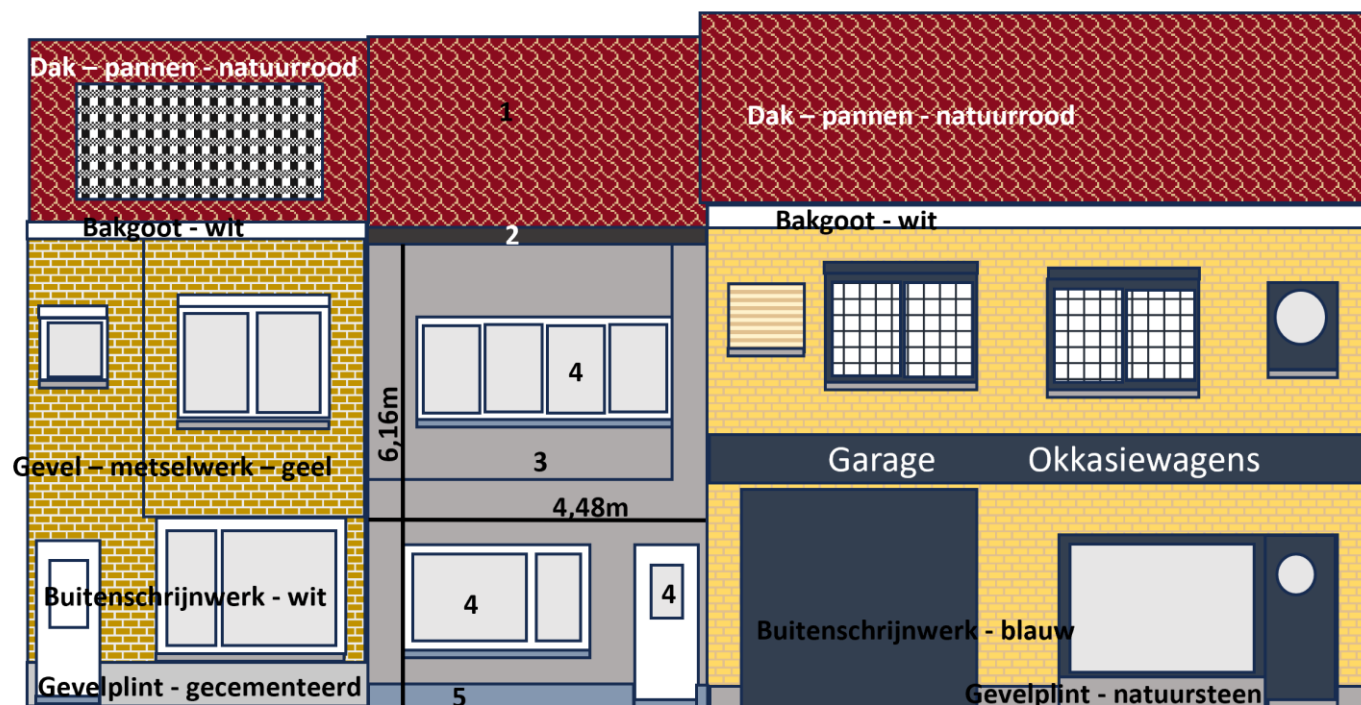 Dak – pannen - natuurrood
1
Dak – pannen - natuurrood
Bakgoot - wit
2
Bakgoot - wit
4
6,16m
Gevel – metselwerk – geel
3
Garage
Okkasiewagens
4,48m
Buitenschrijnwerk - wit
4
4
Buitenschrijnwerk - blauw
Gevelplint - gecementeerd
5
Gevelplint - natuursteen